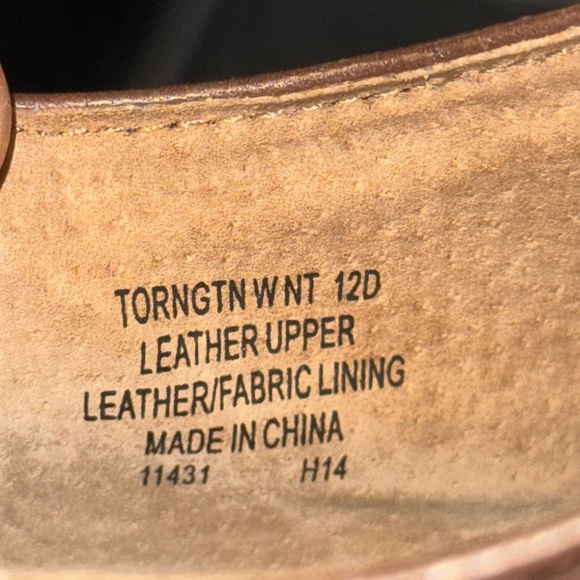 TORNGTN W NT 12D
LEATHER UPPER
LEATHER/FABRIC LINING
MADE IN CHINA
11431 H14